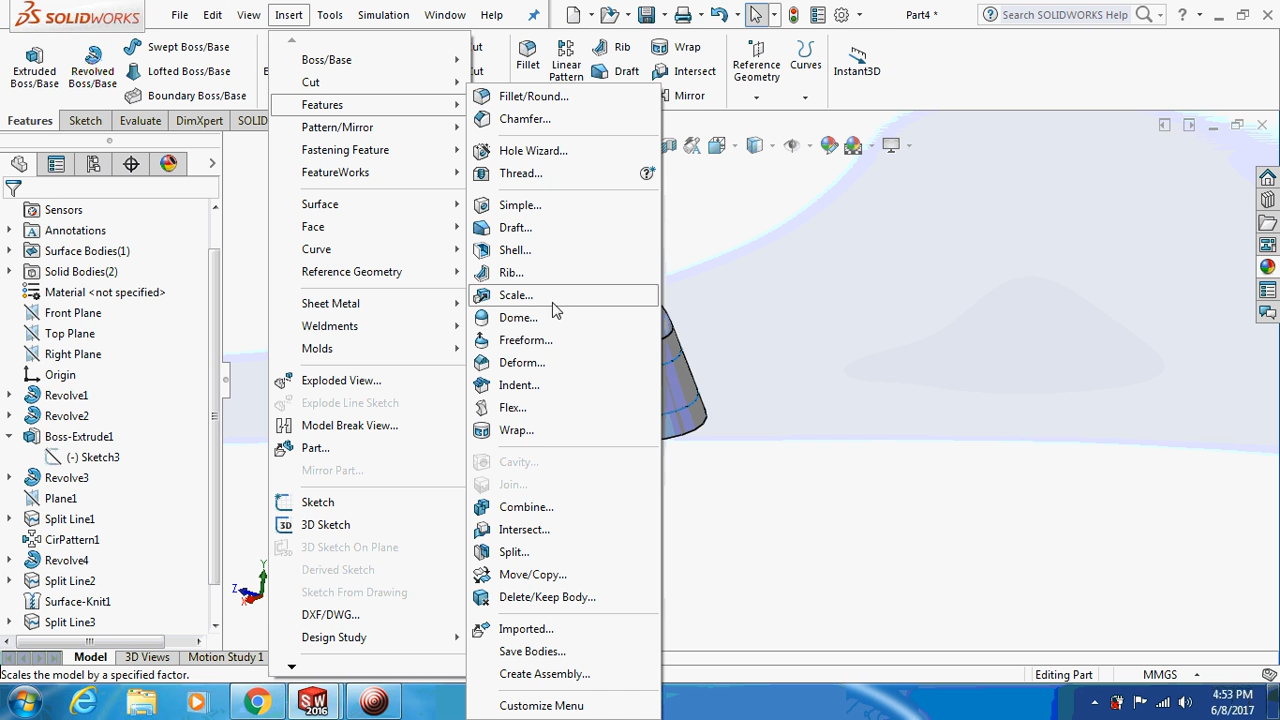 SOLIDWORKS
File Edit View Insert Tools Simulation Window Help
Part4 *
Search SOLIDWORKS Help
Extruded Boss/Base
Revolved Boss/Base
Swept Boss/Base
Lofted Boss/Base
Boundary Boss/Base
Fillet
Linear Pattern
Rib
Draft
Wrap
Intersect
Mirror
Reference Geometry
Curves
Instant3D
Features Sketch Evaluate DimXpert SOLID
Sensors
Annotations
Surface Bodies(1)
Solid Bodies(2)
Material <not specified>
Front Plane
Top Plane
Right Plane
Origin
Revolve1
Revolve2
Boss-Extrude1
(-) Sketch3
Revolve3
Plane1
Split Line1
CirPattern1
Revolve4
Split Line2
Surface-Knit1
Split Line3
Boss/Base
Cut
Features
Pattern/Mirror
Fastening Feature
FeatureWorks
Surface
Face
Curve
Reference Geometry
Sheet Metal
Weldments
Molds
Exploded View...
Explode Line Sketch
Model Break View...
Part...
Mirror Part...
Sketch
3D 3D Sketch
3D Sketch On Plane
Derived Sketch
Sketch From Drawing
DXF/DWG...
Design Study
Fillet/Round...
Chamfer...
Hole Wizard...
Thread...
Simple...
Draft...
Shell...
Rib...
Scale...
Dome...
Freeform...
Deform...
Indent...
Flex...
Wrap...
Cavity...
Join...
Combine...
Intersect...
Split...
Move/Copy...
Delete/Keep Body...
Imported...
Save Bodies...
Create Assembly...
Customize Menu
Y
Z
X
Model 3D Views Motion Study 1
Scales the model by a specified factor.
Editing Part MMGS
SW 2016
4:53 PM
6/8/2017